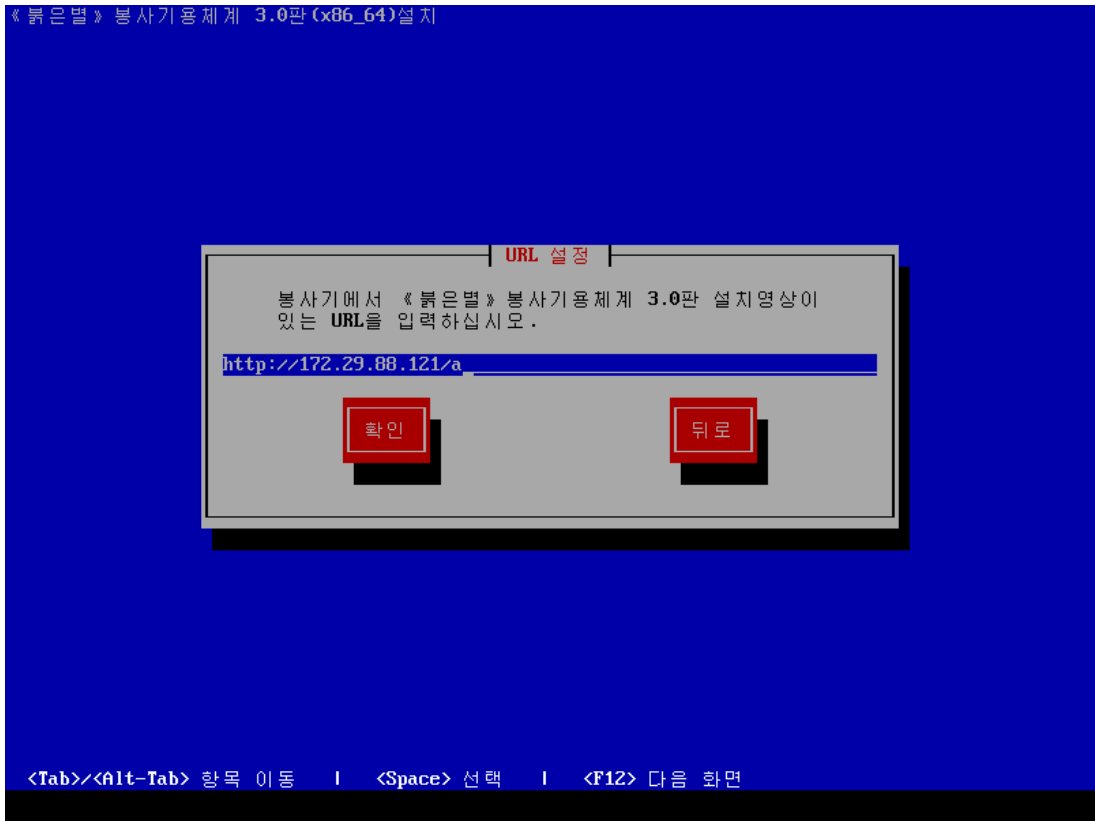 《붉은별》봉사기용체계 3.0판(x86_64)설치
URL 설정
봉사기에서 《붉은별》봉사기용체계 3.0판 설치영상이
있는 URL을 입력하십시오.
http://172.29.88.121/a
확인
뒤로
<Tab>/<Alt-Tab> 항목 이동 | <Space> 선택 | <F12> 다음 화면